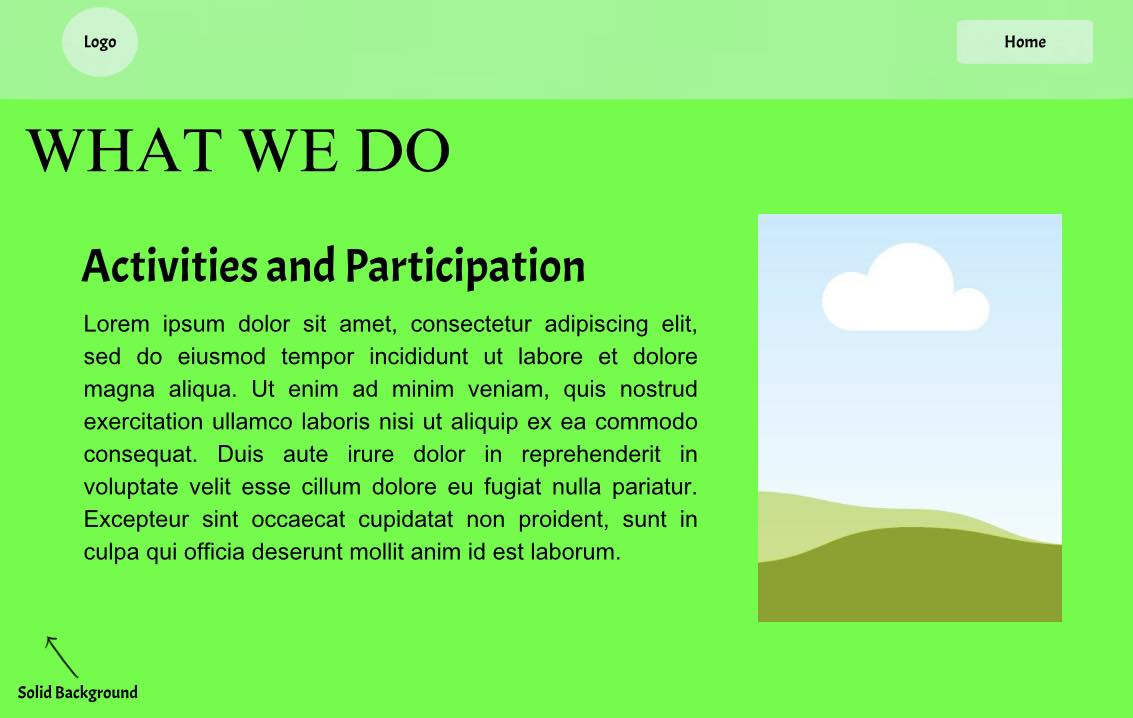 Logo
Home
WHAT WE DO
Activities and Participation
Lorem ipsum dolor sit amet, consectetur adipiscing elit,
sed do eiusmod tempor incididunt ut labore et dolore
magna aliqua. Ut enim ad minim veniam, quis nostrud
exercitation ullamco laboris nisi ut aliquip ex ea commodo
consequat. Duis aute irure dolor in reprehenderit in
voluptate velit esse cillum dolore eu fugiat nulla pariatur.
Excepteur sint occaecat cupidatat non proident, sunt in
culpa qui officia deserunt mollit anim id est laborum.
Solid Background